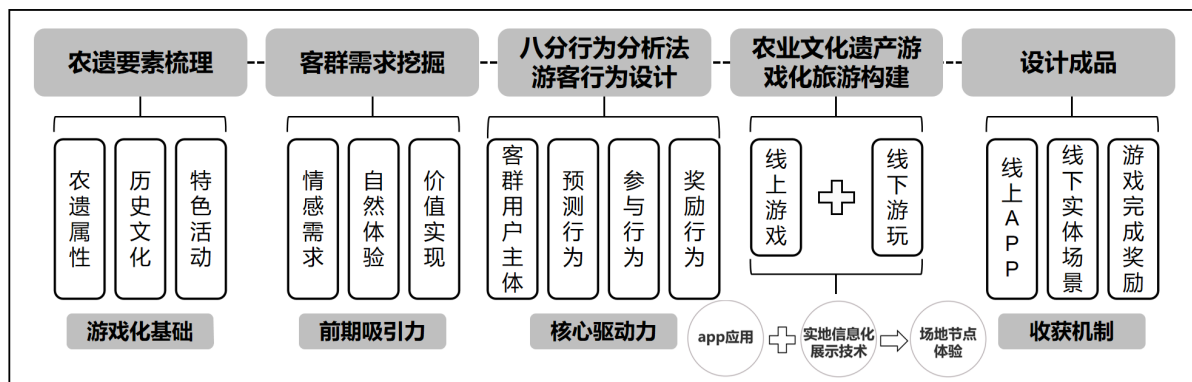 农遗要素梳理
客群需求挖掘
八分行为分析法
游客行为设计
农业文化遗产游
戏化旅游构建
设计成品
农遗属性
历史文化
特色活动
情感需求
自然体验
价值实现
客群用户主体
预测行为
参与行为
奖励行为
线上游戏
线下游玩
线上APP
线下实体场景
游戏完成奖励
游戏化基础
前期吸引力
核心驱动力
app应用
实地信息化
展示技术
场地节点
体验
收获机制